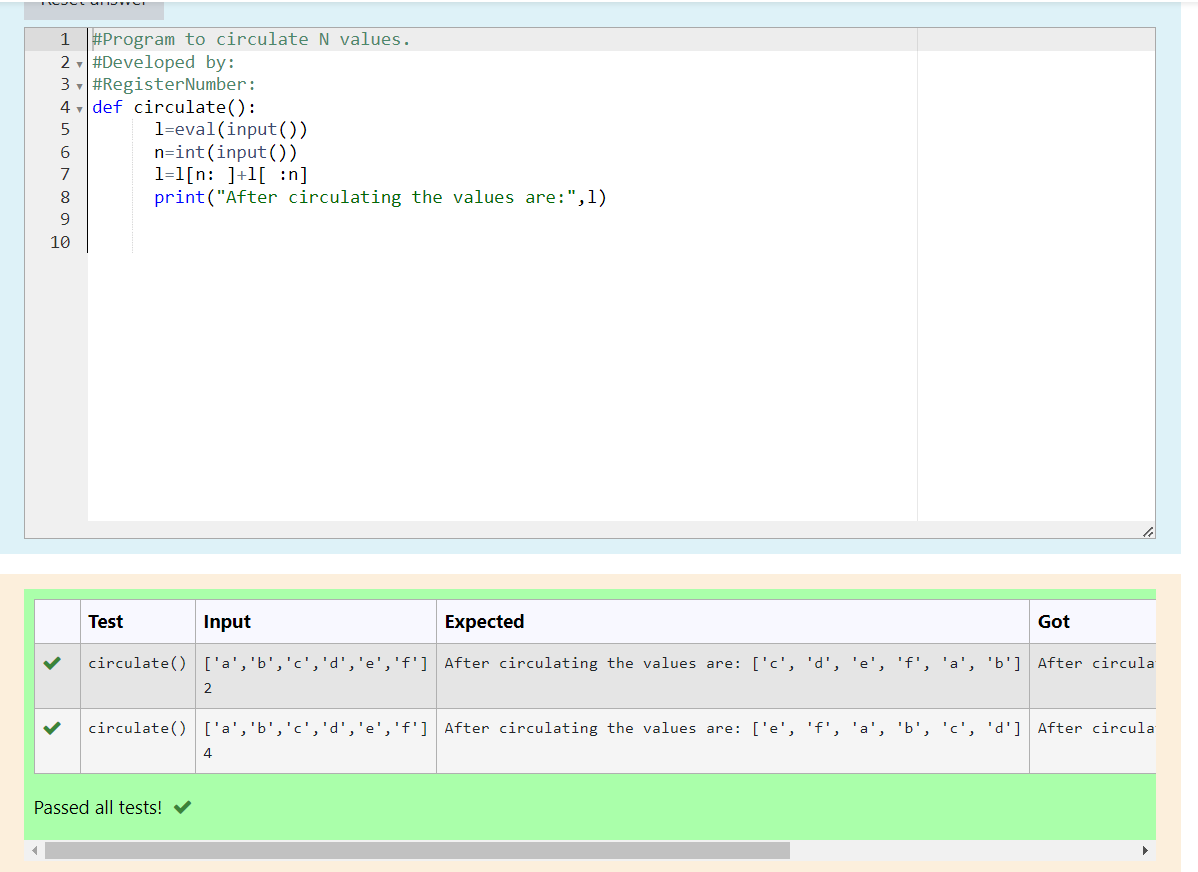 Reset answer
1 #Program to circulate N values.
2 #Developed by:
3 #RegisterNumber:
4 def circulate():
5 l=eval(input())
6 n=int(input())
7 l=l[n: ]+l[ :n]
8 print("After circulating the values are:",l)
9
10
Test Input Expected Got
circulate() ['a','b','c','d','e','f'] After circulating the values are: ['c', 'd', 'e', 'f', 'a', 'b'] After circula
2
circulate() ['a','b','c','d','e','f'] After circulating the values are: ['e', 'f', 'a', 'b', 'c', 'd'] After circula
4
Passed all tests!